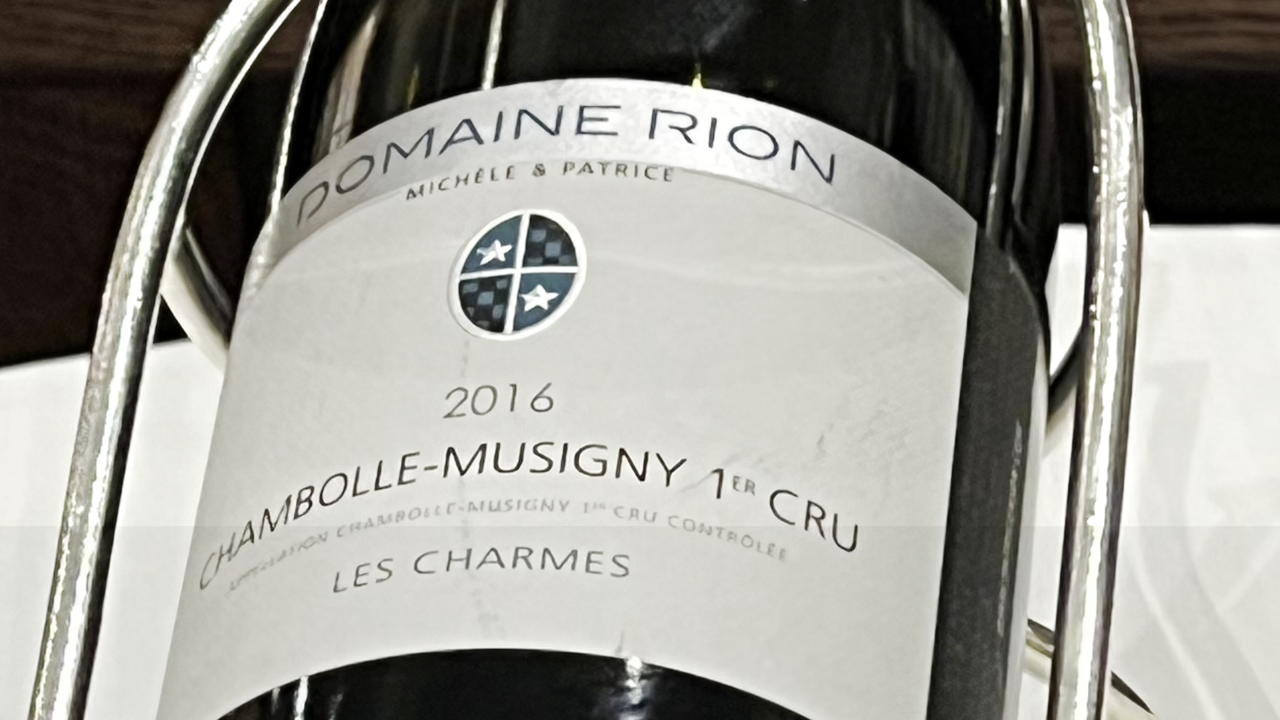 DOMAINE RION
MICHÈLE & PATRICE
2016
CHAMBOLLE-MUSIGNY 1ER CRU
APPELLATION CHAMBOLLE-MUSIGNY 1ER CRU CONTRÔLÉE
LES CHARMES